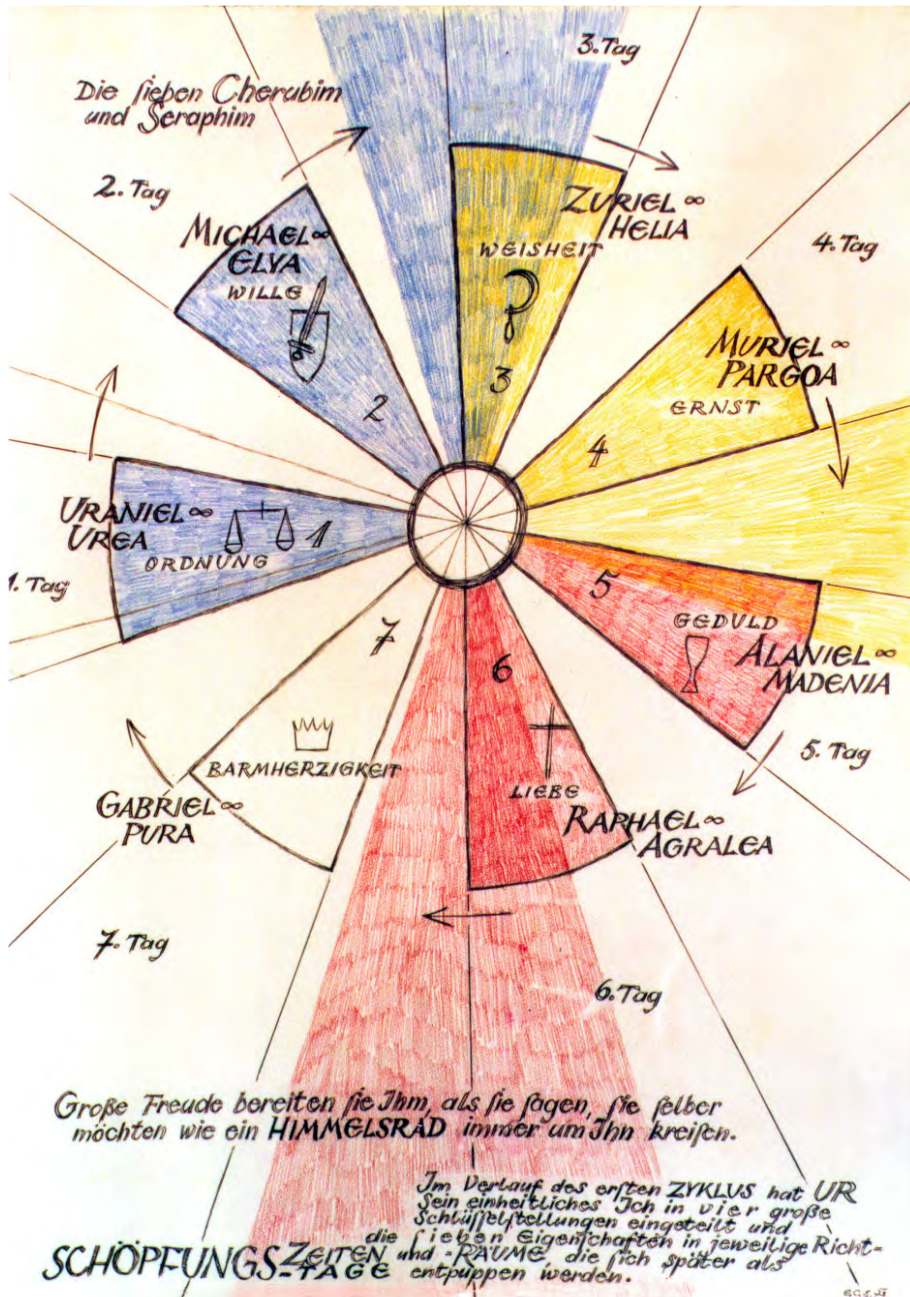 3. Tag
Die ſieben Cherubim
und Seraphim
2. Tag
ZURIEL ∞
HELIA
MICHAEL ∞
ELYA
WEISHEIT
4. Tag
WILLE
3
MURIEL ∞
PARGOA
2
ERNST
4
URANIEL ∞
UREA
1
ORDNUNG
1. Tag
5
GEDULD
7
ALANIEL ∞
MADENIA
6
5. Tag
BARMHERZIGKEIT
LIEBE
GABRIEL ∞
PURA
RAPHAEL ∞
AGRALEA
7. Tag
6. Tag
Große Freude bereiten ſie Ihm, als ſie ſagen, ſie ſelber
möchten wie ein HIMMELSRAD immer um Ihn kreiſen.
Im Verlauf des erſten ZYKLUS hat UR
Sein einheitliches Ich in vier große
Schlüſſelſtellungen eingeteilt und
die ſieben Eigenſchaften in jeweilige Richt-
SCHÖPFUNGS-ZEITEN und -RÄUME, die ſich ſpäter als
-TAGE entpuppen werden.